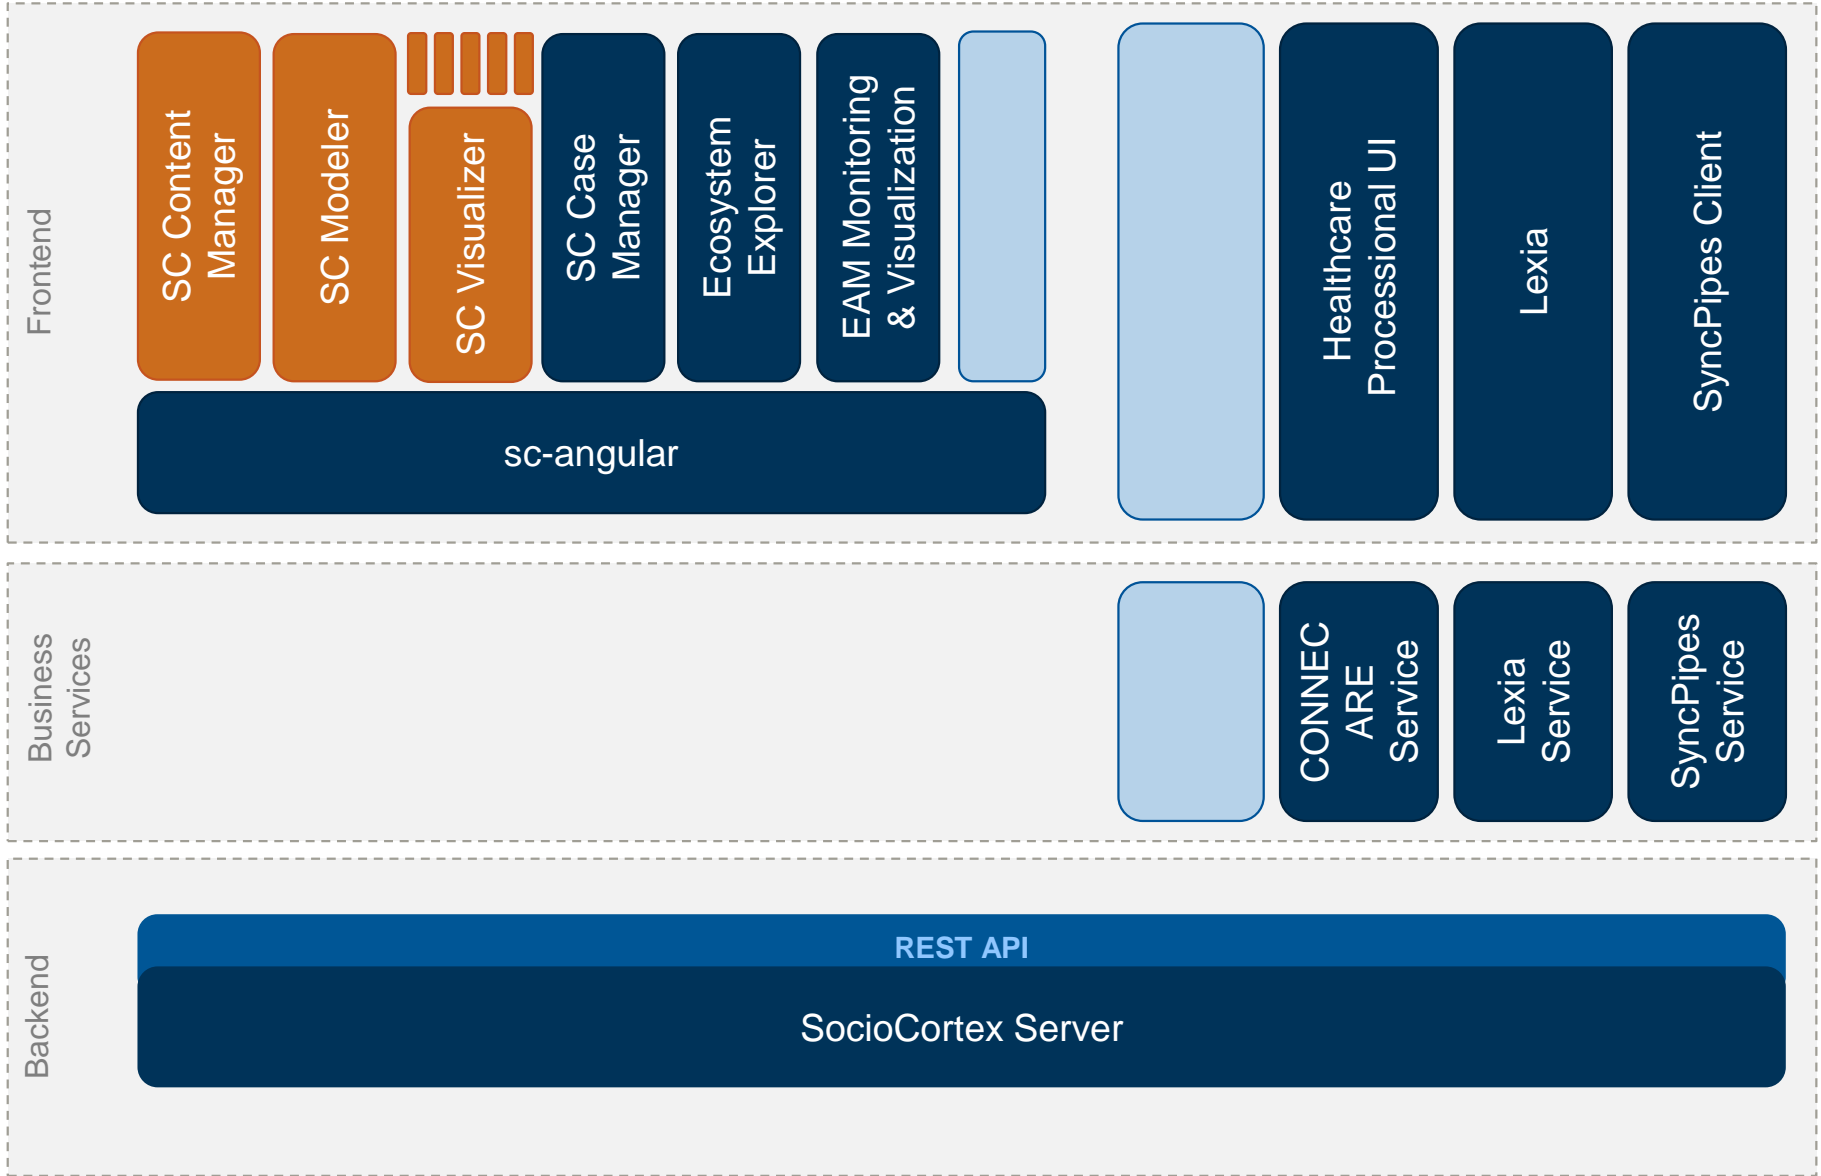 Frontend
SC Content
Manager
SC Modeler
SC Visualizer
SC Case
Manager
Ecosystem
Explorer
EAM Monitoring
& Visualization
Healthcare
Processional UI
Lexia
SyncPipes Client
sc-angular
Business
Services
CONNEC
ARE
Service
Lexia
Service
SyncPipes
Service
Backend
REST API
SocioCortex Server